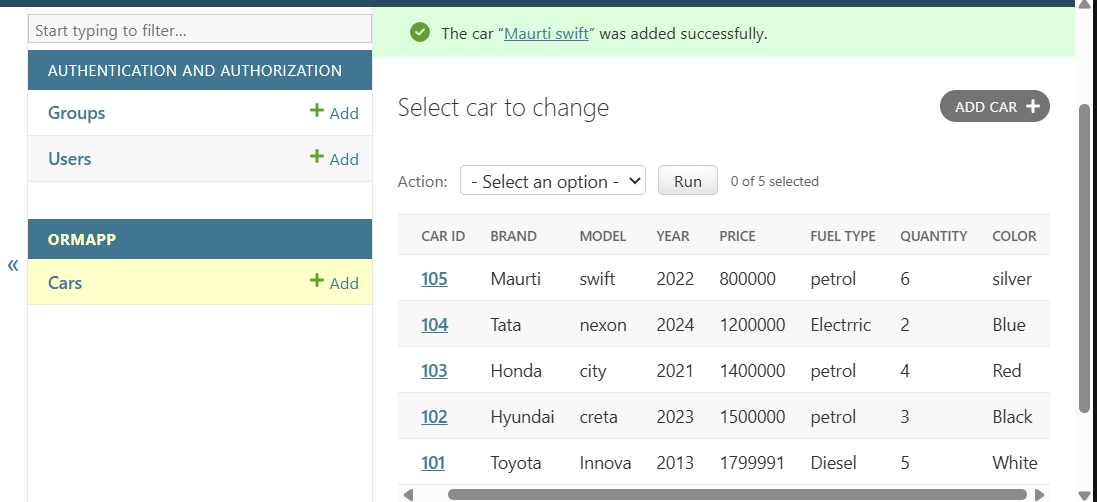 Start typing to filter...
AUTHENTICATION AND AUTHORIZATION
Groups + Add
Users + Add
ORMAPP
Cars + Add
«
The car “Maurti swift” was added successfully.
Select car to change
ADD CAR +
Action: - Select an option - Run 0 of 5 selected
CAR ID BRAND MODEL YEAR PRICE FUEL TYPE QUANTITY COLOR
105 Maurti swift 2022 800000 petrol 6 silver
104 Tata nexon 2024 1200000 Electrric 2 Blue
103 Honda city 2021 1400000 petrol 4 Red
102 Hyundai creta 2023 1500000 petrol 3 Black
101 Toyota Innova 2013 1799991 Diesel 5 White